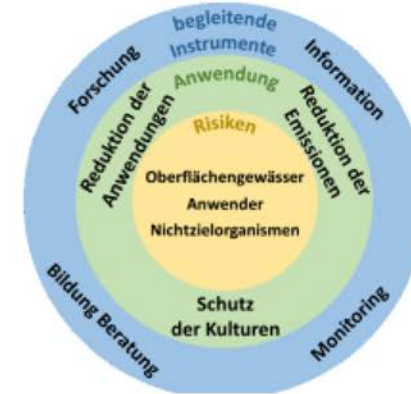 begleitende
Instrumente
Forschung
Information
Anwendung
Reduktion der
Anwendungen
Reduktion der
Emissionen
Risiken
Oberflächengewässer
Anwender
Nichtzielorganismen
Schutz
der Kulturen
Bildung Beratung
Monitoring